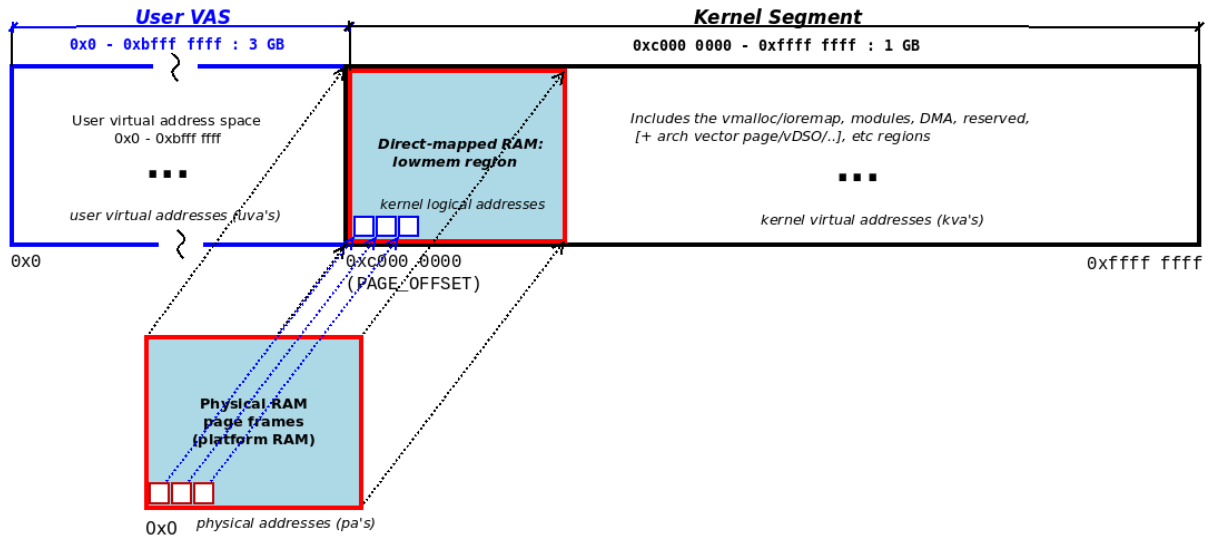 User VAS
Kernel Segment
0x0 - 0xbfff ffff : 3 GB
0xc000 0000 - 0xffff ffff : 1 GB
User virtual address space
0x0 - 0xbfff ffff
...
user virtual addresses (uva's)
Direct-mapped RAM:
lowmem region
kernel logical addresses
Includes the vmalloc/ioremap, modules, DMA, reserved,
[+ arch vector page/vDSO/..], etc regions
...
kernel virtual addresses (kva's)
0x0
0xc000 0000
(PAGE_OFFSET)
0xffff ffff
Physical RAM
page frames
(platform RAM)
0x0
physical addresses (pa's)